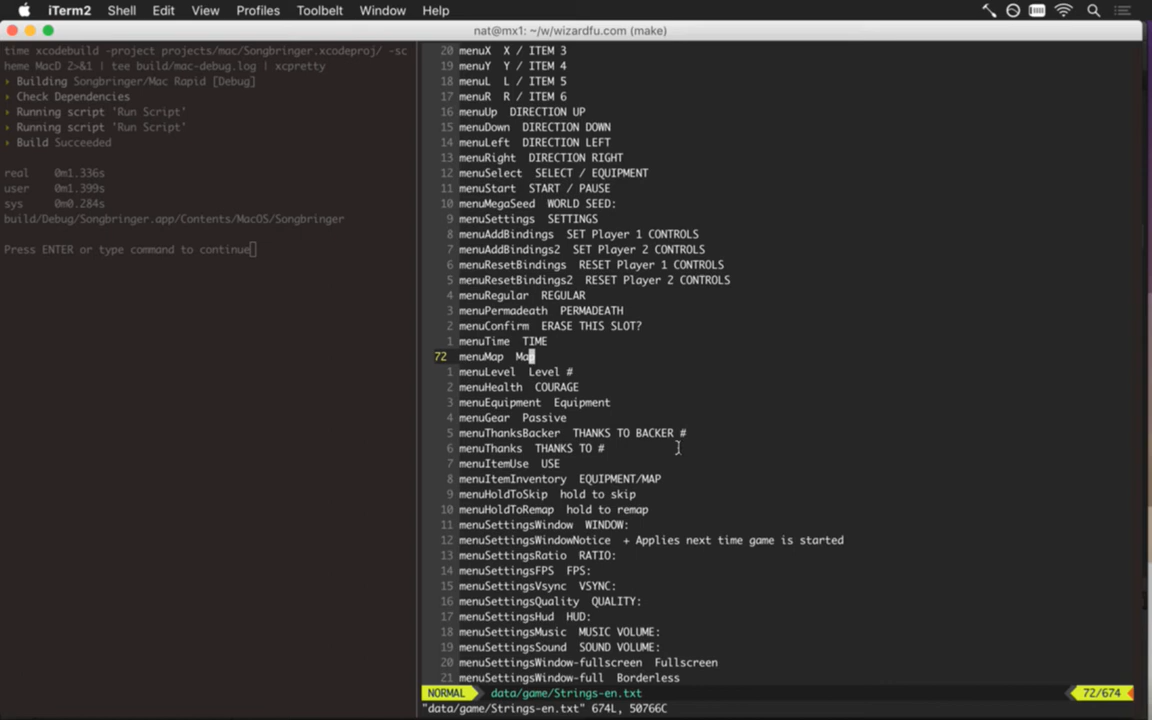 iTerm2 Shell Edit View Profiles Toolbelt Window Help
nat@mx1: ~/w/wizardfu.com (make)
time xcodebuild -project projects/mac/Songbringer.xcodeproj/ -sc
heme MacD 2>&1 | tee build/mac-debug.log | xcpretty
› Building Songbringer/Mac Rapid [Debug]
› Check Dependencies
› Running script 'Run Script'
› Running script 'Run Script'
› Build Succeeded
real 0m1.336s
user 0m1.399s
sys 0m0.284s
build/Debug/Songbringer.app/Contents/MacOS/Songbringer
Press ENTER or type command to continue
20 menuX X / ITEM 3
19 menuY Y / ITEM 4
18 menuL L / ITEM 5
17 menuR R / ITEM 6
16 menuUp DIRECTION UP
15 menuDown DIRECTION DOWN
14 menuLeft DIRECTION LEFT
13 menuRight DIRECTION RIGHT
12 menuSelect SELECT / EQUIPMENT
11 menuStart START / PAUSE
10 menuMegaSeed WORLD SEED:
9 menuSettings SETTINGS
8 menuAddBindings SET Player 1 CONTROLS
7 menuAddBindings2 SET Player 2 CONTROLS
6 menuResetBindings RESET Player 1 CONTROLS
5 menuResetBindings2 RESET Player 2 CONTROLS
4 menuRegular REGULAR
3 menuPermadeath PERMADEATH
2 menuConfirm ERASE THIS SLOT?
1 menuTime TIME
72 menuMap Map
1 menuLevel Level #
2 menuHealth COURAGE
3 menuEquipment Equipment
4 menuGear Passive
5 menuThanksBacker THANKS TO BACKER #
6 menuThanks THANKS TO #
7 menuItemUse USE
8 menuItemInventory EQUIPMENT/MAP
9 menuHoldToSkip hold to skip
10 menuHoldToRemap hold to remap
11 menuSettingsWindow WINDOW:
12 menuSettingsWindowNotice + Applies next time game is started
13 menuSettingsRatio RATIO:
14 menuSettingsFPS FPS:
15 menuSettingsVsync VSYNC:
16 menuSettingsQuality QUALITY:
17 menuSettingsHud HUD:
18 menuSettingsMusic MUSIC VOLUME:
19 menuSettingsSound SOUND VOLUME:
20 menuSettingsWindow-fullscreen Fullscreen
21 menuSettingsWindow-full Borderless
NORMAL data/game/Strings-en.txt 72/674
"data/game/Strings-en.txt" 674L, 50766C